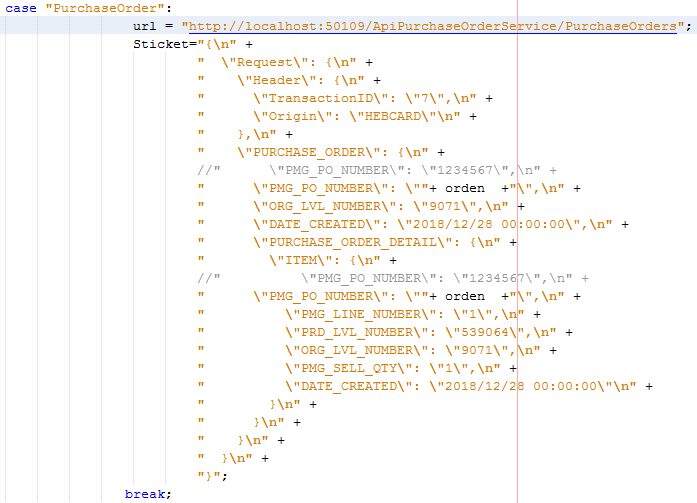 case "PurchaseOrder":
url = "http://localhost:50109/ApiPurchaseOrderService/PurchaseOrders";
Sticket="{\n" +
"  \"Request\": {\n" +
"    \"Header\": {\n" +
"      \"TransactionID\": \"7\",\n" +
"      \"Origin\": \"HEBCARD\"\n" +
"    },\n" +
"    \"PURCHASE_ORDER\": {\n" +
//"      \"PMG_PO_NUMBER\": \"1234567\",\n" +
"      \"PMG_PO_NUMBER\": \""+ orden  +"\",\n" +
"      \"ORG_LVL_NUMBER\": \"9071\",\n" +
"      \"DATE_CREATED\": \"2018/12/28 00:00:00\",\n" +
"      \"PURCHASE_ORDER_DETAIL\": {\n" +
"        \"ITEM\": {\n" +
//"          \"PMG_PO_NUMBER\": \"1234567\",\n" +
"      \"PMG_PO_NUMBER\": \""+ orden  +"\",\n" +
"          \"PMG_LINE_NUMBER\": \"1\",\n" +
"          \"PRD_LVL_NUMBER\": \"539064\",\n" +
"          \"ORG_LVL_NUMBER\": \"9071\",\n" +
"          \"PMG_SELL_QTY\": \"1\",\n" +
"          \"DATE_CREATED\": \"2018/12/28 00:00:00\"\n" +
"        }\n" +
"      }\n" +
"    }\n" +
"  }\n" +
"}";
break;